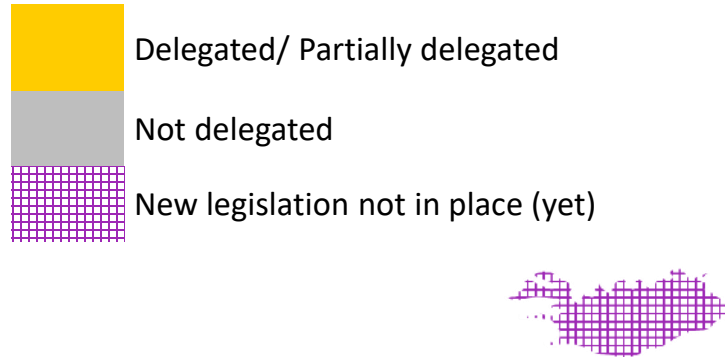 Delegated/ Partially delegated
Not delegated
New legislation not in place (yet)